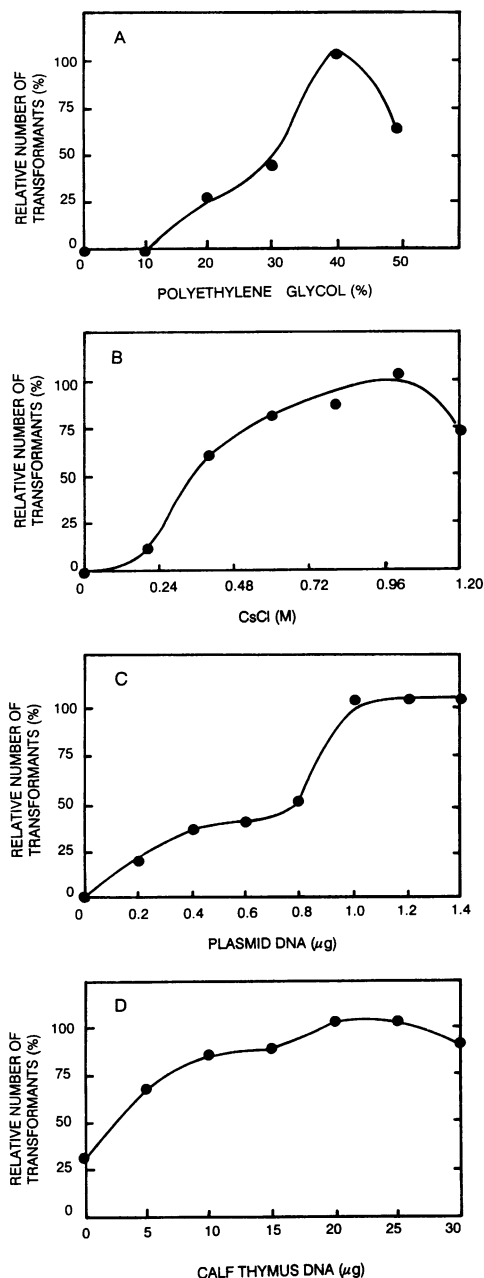 A
RELATIVE NUMBER OF
TRANSFORMANTS (%)
100
75
50
25
0
0 10 20 30 40 50
POLYETHYLENE GLYCOL (%)
B
RELATIVE NUMBER OF
TRANSFORMANTS (%)
100
75
50
25
0
0 0.24 0.48 0.72 0.96 1.20
CsCl (M)
C
RELATIVE NUMBER OF
TRANSFORMANTS (%)
100
75
50
25
0
0 0.2 0.4 0.6 0.8 1.0 1.2 1.4
PLASMID DNA (μg)
D
RELATIVE NUMBER OF
TRANSFORMANTS (%)
100
75
50
25
0
0 5 10 15 20 25 30
CALF THYMUS DNA (μg)